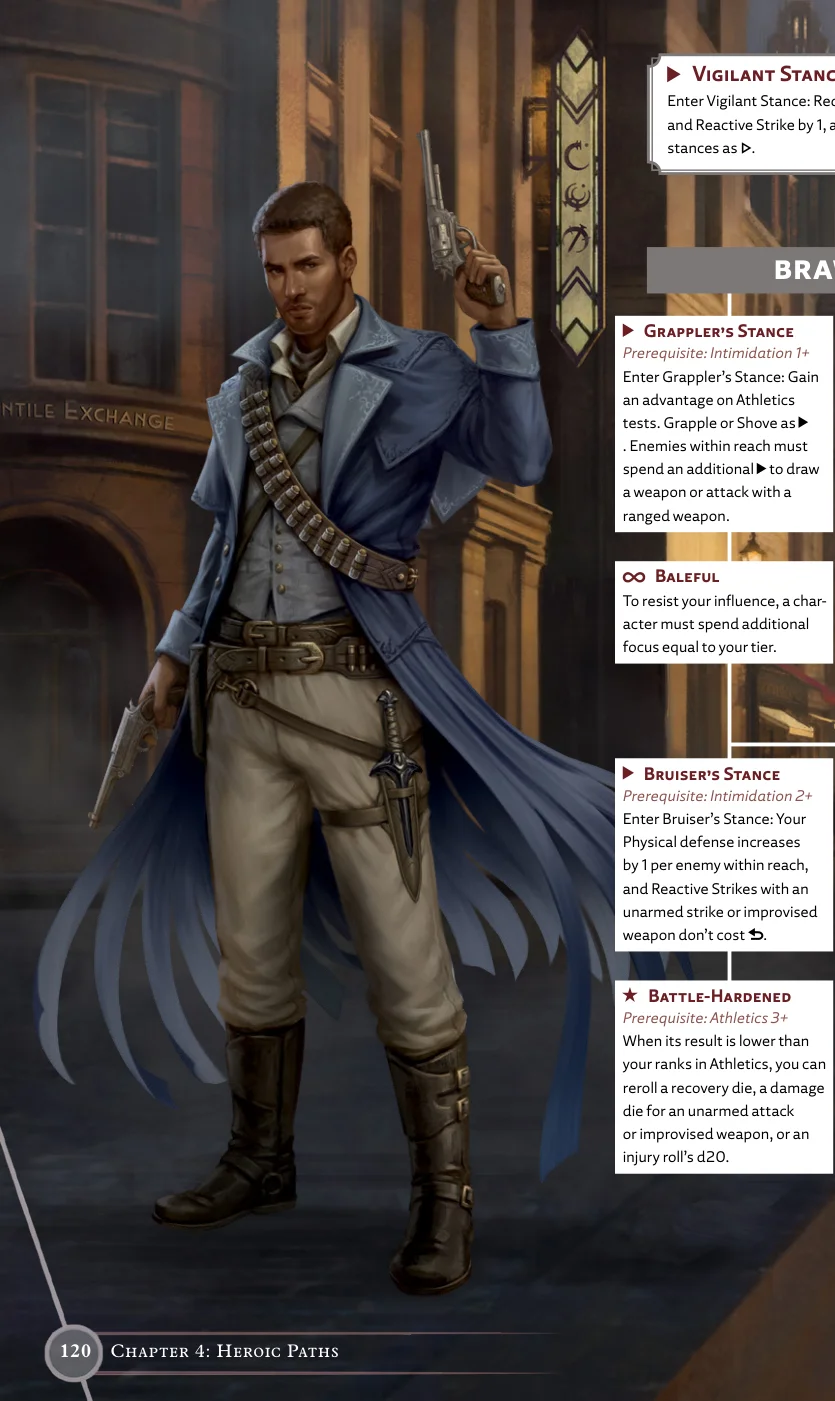 ▶ Vigilant Stanc
Enter Vigilant Stance: Red
and Reactive Strike by 1, a
stances as ▷.
BRA
▶ Grappler's Stance
Prerequisite: Intimidation 1+
Enter Grappler's Stance: Gain
an advantage on Athletics
tests. Grapple or Shove as ▶
. Enemies within reach must
spend an additional ▶ to draw
a weapon or attack with a
ranged weapon.
∞ Baleful
To resist your influence, a char-
acter must spend additional
focus equal to your tier.
▶ Bruiser's Stance
Prerequisite: Intimidation 2+
Enter Bruiser's Stance: Your
Physical defense increases
by 1 per enemy within reach,
and Reactive Strikes with an
unarmed strike or improvised
weapon don't cost ⮌.
★ Battle-Hardened
Prerequisite: Athletics 3+
When its result is lower than
your ranks in Athletics, you can
reroll a recovery die, a damage
die for an unarmed attack
or improvised weapon, or an
injury roll's d20.
ntile Exchange
120 Chapter 4: Heroic Paths